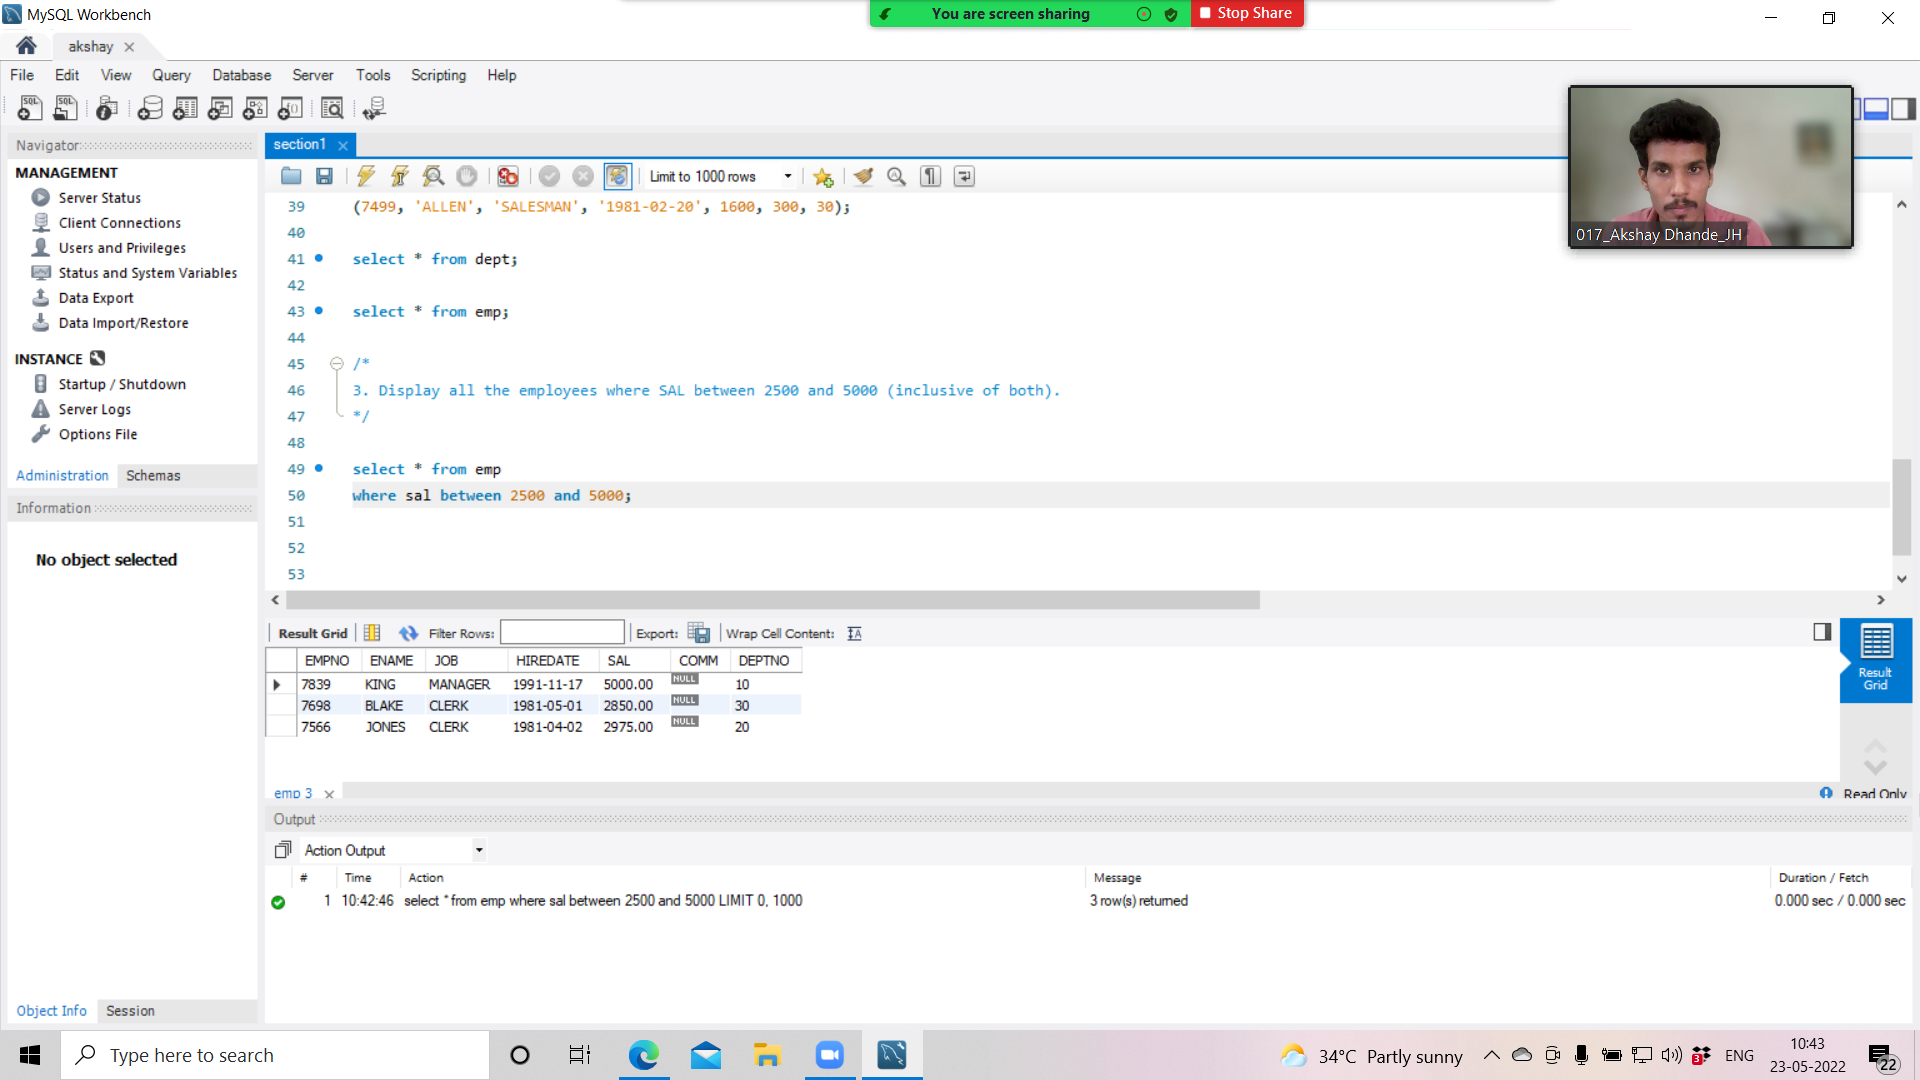 MySQL Workbench
You are screen sharing
Stop Share
akshay
File Edit View Query Database Server Tools Scripting Help
Navigator
section1
MANAGEMENT
Server Status
Client Connections
Users and Privileges
Status and System Variables
Data Export
Data Import/Restore
INSTANCE
Startup / Shutdown
Server Logs
Options File
Administration Schemas
Information
No object selected
Object Info Session
Limit to 1000 rows
39 (7499, 'ALLEN', 'SALESMAN', '1981-02-20', 1600, 300, 30);
40
41 select * from dept;
42
43 select * from emp;
44
45 /*
46 3. Display all the employees where SAL between 2500 and 5000 (inclusive of both).
47 */
48
49 select * from emp
50 where sal between 2500 and 5000;
51
52
53
017_Akshay Dhande_JH
Result Grid Filter Rows: Export: Wrap Cell Content:
EMPNO ENAME JOB HIREDATE SAL COMM DEPTNO
7839 KING MANAGER 1991-11-17 5000.00 NULL 10
7698 BLAKE CLERK 1981-05-01 2850.00 NULL 30
7566 JONES CLERK 1981-04-02 2975.00 NULL 20
Result
Grid
emp 3
Read Only
Output
Action Output
# Time Action Message Duration / Fetch
1 10:42:46 select * from emp where sal between 2500 and 5000 LIMIT 0, 1000 3 row(s) returned 0.000 sec / 0.000 sec
Type here to search
34°C Partly sunny
3
ENG
10:43
23-05-2022
22